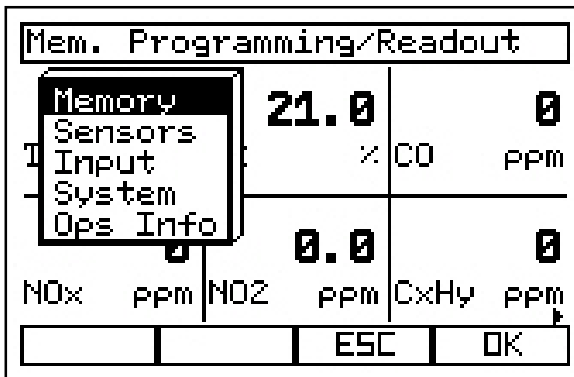 Mem. Programming/Readout
Memory
Sensors
Input
System
Ops Info
21.0 0
% CO ppm
0 0.0 0
NOx ppm NO2 ppm CxHy ppm
ESC OK